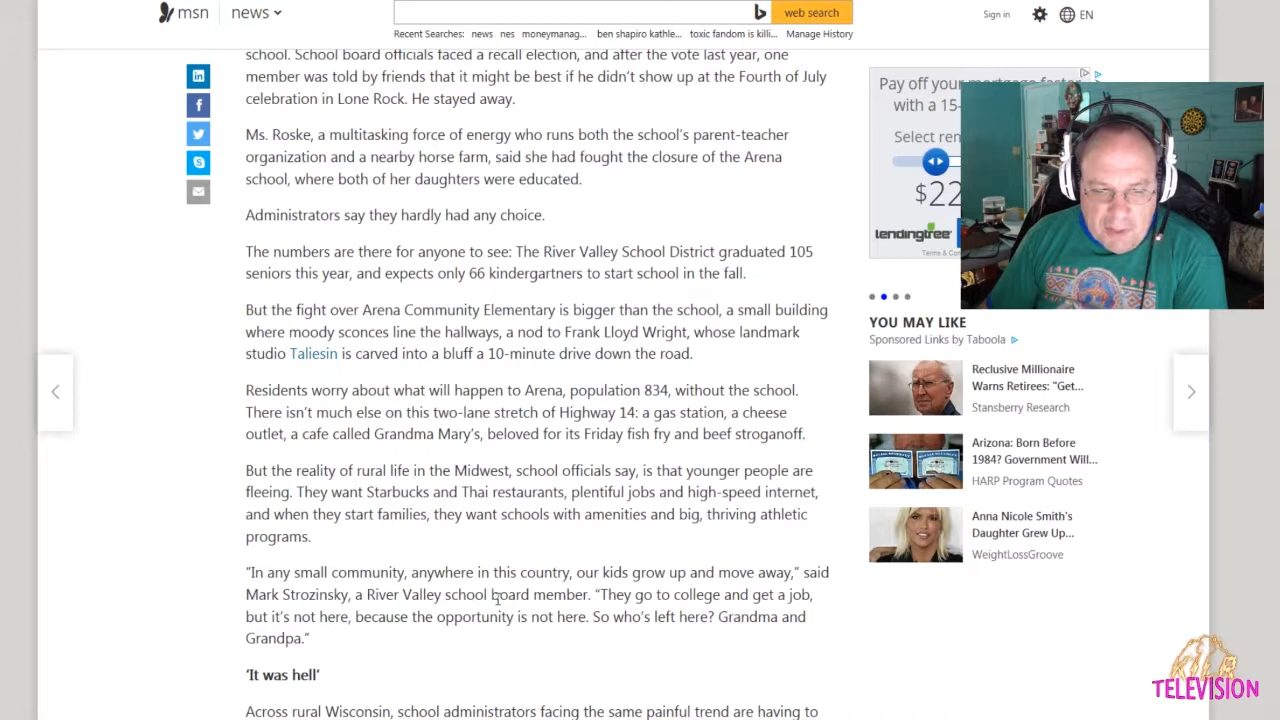 msn
news
web search
Sign in
EN
Recent Searches:
news
nes
moneymanag...
ben shapiro kathle...
toxic fandom is killi...
Manage History
school. School board officials faced a recall election, and after the vote last year, one
member was told by friends that it might be best if he didn’t show up at the Fourth of July
celebration in Lone Rock. He stayed away.
Ms. Roske, a multitasking force of energy who runs both the school’s parent-teacher
organization and a nearby horse farm, said she had fought the closure of the Arena
school, where both of her daughters were educated.
Administrators say they hardly had any choice.
The numbers are there for anyone to see: The River Valley School District graduated 105
seniors this year, and expects only 66 kindergartners to start school in the fall.
But the fight over Arena Community Elementary is bigger than the school, a small building
where moody sconces line the hallways, a nod to Frank Lloyd Wright, whose landmark
studio Taliesin is carved into a bluff a 10-minute drive down the road.
Residents worry about what will happen to Arena, population 834, without the school.
There isn’t much else on this two-lane stretch of Highway 14: a gas station, a cheese
outlet, a cafe called Grandma Mary’s, beloved for its Friday fish fry and beef stroganoff.
But the reality of rural life in the Midwest, school officials say, is that younger people are
fleeing. They want Starbucks and Thai restaurants, plentiful jobs and high-speed internet,
and when they start families, they want schools with amenities and big, thriving athletic
programs.
“In any small community, anywhere in this country, our kids grow up and move away,” said
Mark Strozinsky, a River Valley school board member. “They go to college and get a job,
but it’s not here, because the opportunity is not here. So who’s left here? Grandma and
Grandpa.”
‘It was hell’
Across rural Wisconsin, school administrators facing the same painful trend are having to
Pay off your mortgage faster
with a 15-
Select
$22
lendingtree
Terms &
YOU MAY LIKE
Sponsored Links by Taboola
Reclusive Millionaire
Warns Retirees: "Get...
Stansberry Research
Arizona: Born Before
1984? Government Will...
HARP Program Quotes
Anna Nicole Smith's
Daughter Grew Up...
WeightLossGroove
KILR
TELEVISION